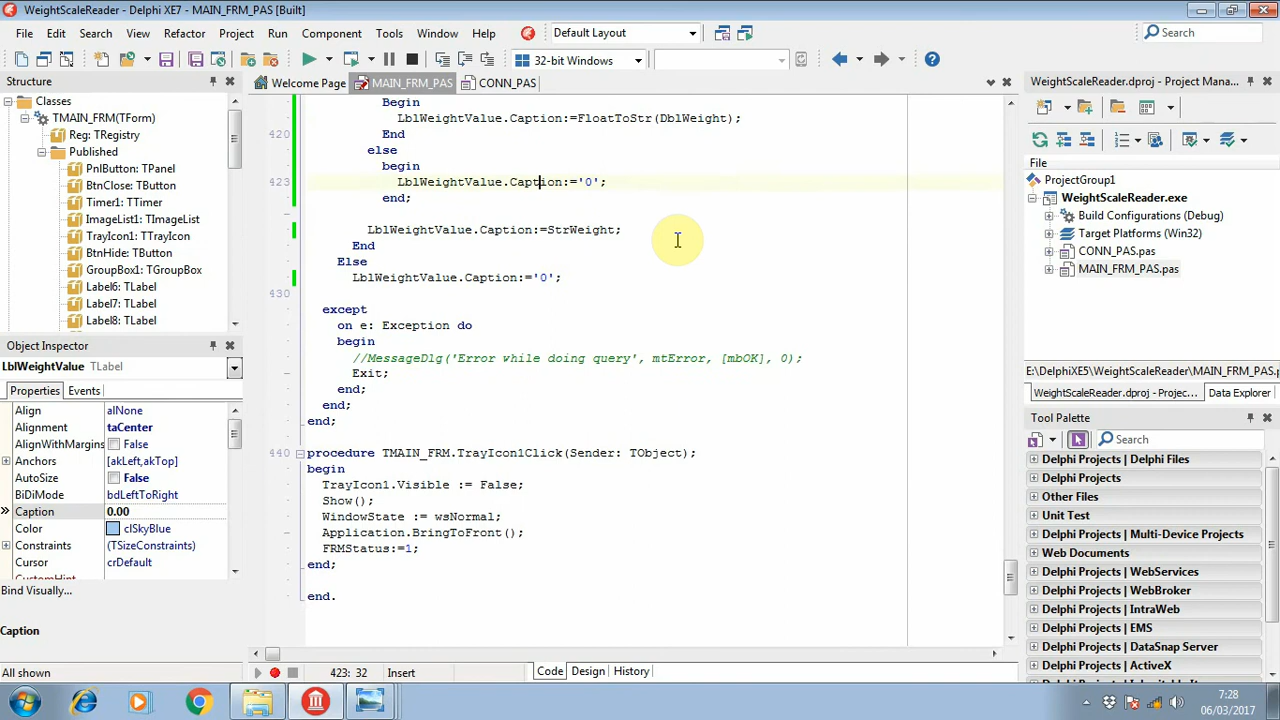 WeightScaleReader - Delphi XE7 - MAIN_FRM_PAS [Built]
File Edit Search View Refactor Project Run Component Tools Window Help Default Layout Search
32-bit Windows
Structure
Welcome Page MAIN_FRM_PAS CONN_PAS
Classes
TMAIN_FRM(TForm)
Reg: TRegistry
Published
PnlButton: TPanel
BtnClose: TButton
Timer1: TTimer
ImageList1: TImageList
TrayIcon1: TTrayIcon
BtnHide: TButton
GroupBox1: TGroupBox
Label6: TLabel
Label7: TLabel
Label8: TLabel
Object Inspector
LblWeightValue TLabel
Properties Events
Align alNone
Alignment taCenter
AlignWithMargins False
Anchors [akLeft,akTop]
AutoSize False
BiDiMode bdLeftToRight
Caption 0.00
Color clSkyBlue
Constraints (TSizeConstraints)
Cursor crDefault
CustomHint
Bind Visually...
Caption
All shown
Begin
LblWeightValue.Caption:=FloatToStr(DblWeight);
420 End
else
begin
423 LblWeightValue.Caption:='0';
end;
LblWeightValue.Caption:=StrWeight;
End
Else
LblWeightValue.Caption:='0';
430
except
on e: Exception do
begin
//MessageDlg('Error while doing query', mtError, [mbOK], 0);
Exit;
end;
end;
end;
440 procedure TMAIN_FRM.TrayIcon1Click(Sender: TObject);
begin
TrayIcon1.Visible := False;
Show();
WindowState := wsNormal;
Application.BringToFront();
FRMStatus:=1;
end;
end.
423: 32 Insert Code Design History
WeightScaleReader.dproj - Project Mana...
File
ProjectGroup1
WeightScaleReader.exe
Build Configurations (Debug)
Target Platforms (Win32)
CONN_PAS.pas
MAIN_FRM_PAS.pas
E:\DelphiXE5\WeightScaleReader\MAIN_FRM_PAS.p
WeightScaleReader.dproj - Projec... Data Explorer
Tool Palette
Search
Delphi Projects | Delphi Files
Delphi Projects
Other Files
Unit Test
Delphi Projects | Multi-Device Projects
Web Documents
Delphi Projects | WebServices
Delphi Projects | WebBroker
Delphi Projects | IntraWeb
Delphi Projects | EMS
Delphi Projects | DataSnap Server
Delphi Projects | ActiveX
7:28
06/03/2017